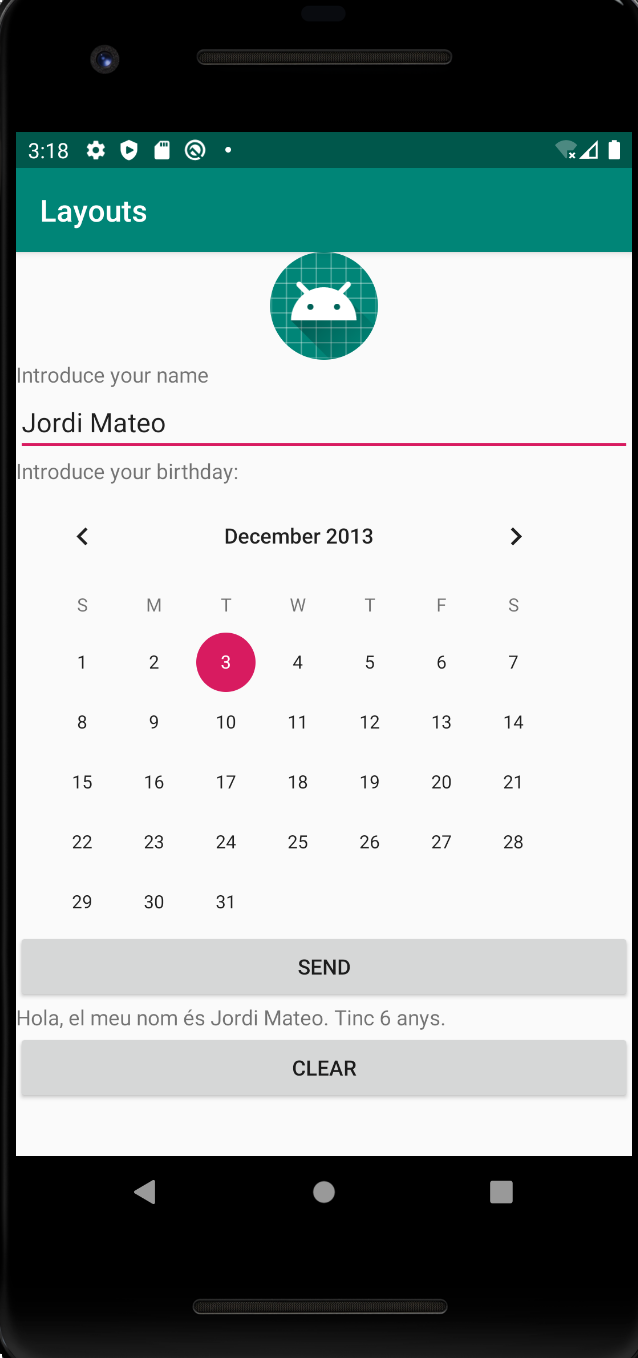 3:18
Layouts
Introduce your name
Jordi Mateo
Introduce your birthday:
December 2013
S M T W T F S
1 2 3 4 5 6 7
8 9 10 11 12 13 14
15 16 17 18 19 20 21
22 23 24 25 26 27 28
29 30 31
SEND
Hola, el meu nom és Jordi Mateo. Tinc 6 anys.
CLEAR